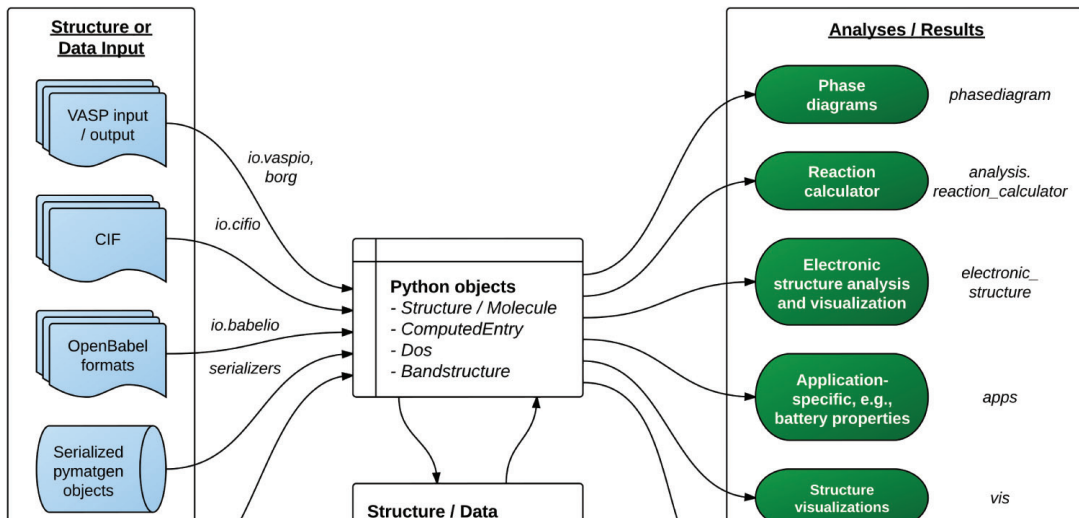 Structure or
Data Input
VASP input
/ output
CIF
OpenBabel
formats
Serialized
pymatgen
objects
io.vaspio,
borg
io.cifio
io.babelio
serializers
Python objects
- Structure / Molecule
- ComputedEntry
- Dos
- Bandstructure
Structure / Data
Analyses / Results
Phase
diagrams
phasediagram
Reaction
calculator
analysis.
reaction_calculator
Electronic
structure analysis
and visualization
electronic_
structure
Application-
specific, e.g.,
battery properties
apps
Structure
visualizations
vis